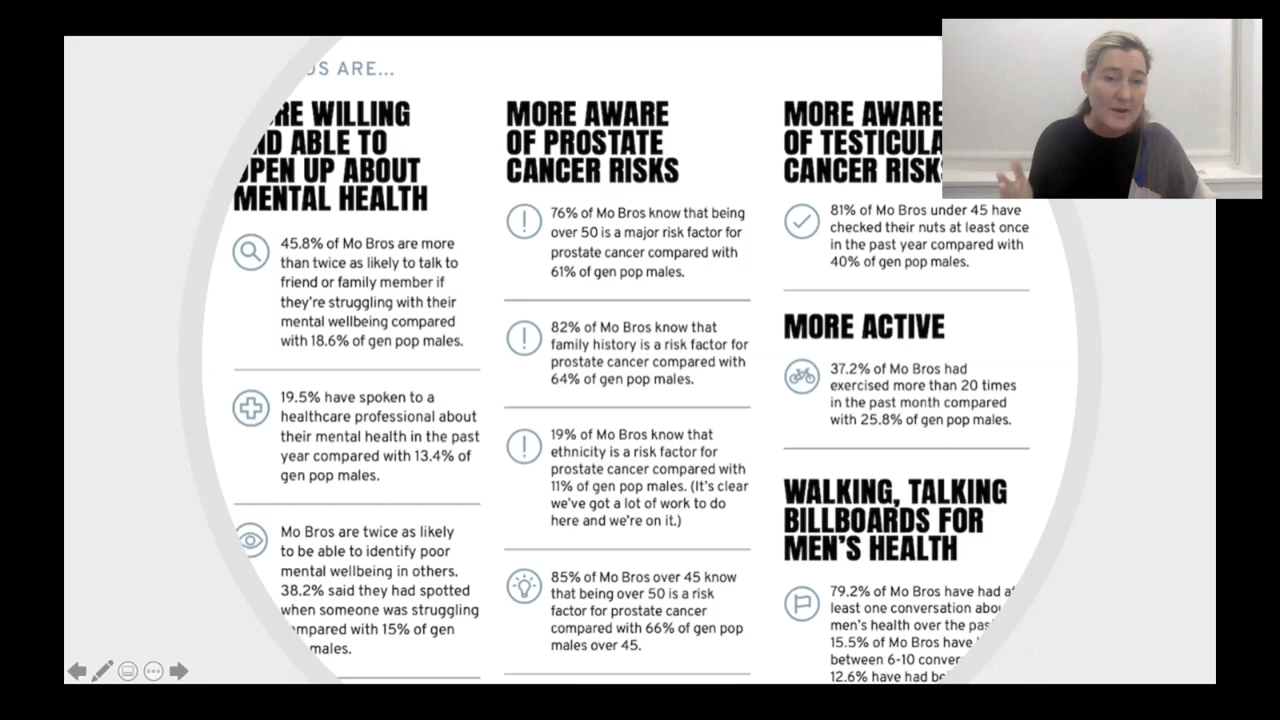 OS ARE...
RE WILLING
ND ABLE TO
OPEN UP ABOUT
MENTAL HEALTH
45.8% of Mo Bros are more
than twice as likely to talk to
friend or family member if
they're struggling with their
mental wellbeing compared
with 18.6% of gen pop males.
19.5% have spoken to a
healthcare professional about
their mental health in the past
year compared with 13.4% of
gen pop males.
Mo Bros are twice as likely
to be able to identify poor
mental wellbeing in others.
38.2% said they had spotted
when someone was struggling
ompared with 15% of gen
males.
MORE AWARE
OF PROSTATE
CANCER RISKS
76% of Mo Bros know that being
over 50 is a major risk factor for
prostate cancer compared with
61% of gen pop males.
82% of Mo Bros know that
family history is a risk factor for
prostate cancer compared with
64% of gen pop males.
19% of Mo Bros know that
ethnicity is a risk factor for
prostate cancer compared with
11% of gen pop males. (It's clear
we've got a lot of work to do
here and we're on it.)
85% of Mo Bros over 45 know
that being over 50 is a risk
factor for prostate cancer
compared with 66% of gen pop
males over 45.
MORE AWARE
OF TESTICULA
CANCER RISK
81% of Mo Bros under 45 have
checked their nuts at least once
in the past year compared with
40% of gen pop males.
MORE ACTIVE
37.2% of Mo Bros had
exercised more than 20 times
in the past month compared
with 25.8% of gen pop males.
WALKING, TALKING
BILLBOARDS FOR
MEN'S HEALTH
79.2% of Mo Bros have had at
least one conversation abou
men's health over the pas
15.5% of Mo Bros have
between 6-10 conver
12.6% have had be